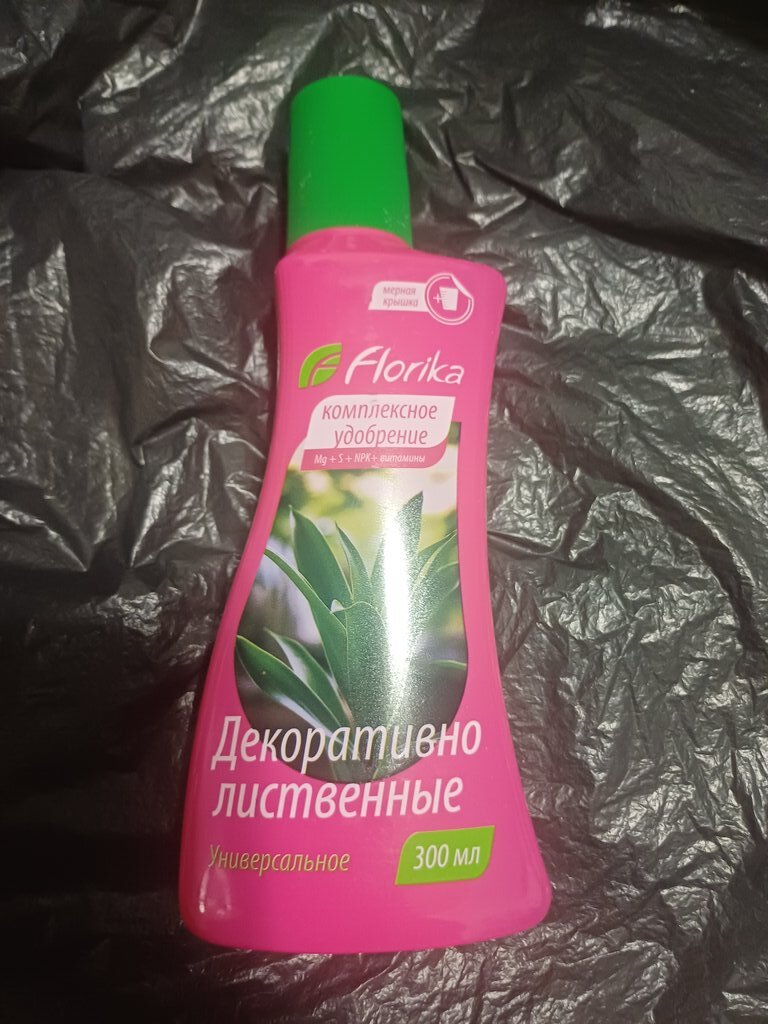 мерная
крышка
Florika
комплексное
удобрение
Mg + S + NPK+ витамины
Декоративно
лиственные
Универсальное
300 мл